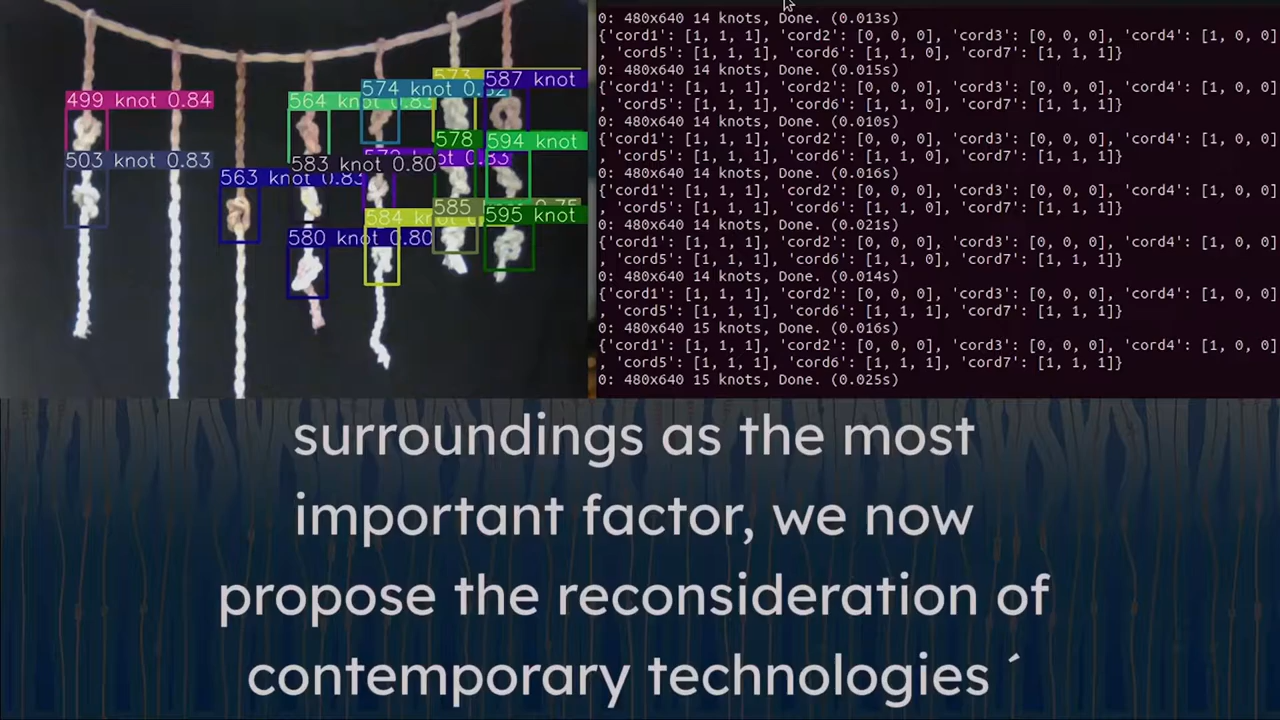 499 knot 0.84
503 knot 0.83
563 knot 0.83
564 knot 0.83
583 knot 0.80
580 knot 0.80
574 knot
573
587 knot
578
594 knot
584
585
595 knot
0: 480x640 14 knots, Done. (0.013s)
{'cord1': [1, 1, 1], 'cord2': [0, 0, 0], 'cord3': [0, 0, 0], 'cord4': [1, 0, 0]
, 'cord5': [1, 1, 1], 'cord6': [1, 1, 0], 'cord7': [1, 1, 1]}
0: 480x640 14 knots, Done. (0.015s)
{'cord1': [1, 1, 1], 'cord2': [0, 0, 0], 'cord3': [0, 0, 0], 'cord4': [1, 0, 0]
, 'cord5': [1, 1, 1], 'cord6': [1, 1, 0], 'cord7': [1, 1, 1]}
0: 480x640 14 knots, Done. (0.010s)
{'cord1': [1, 1, 1], 'cord2': [0, 0, 0], 'cord3': [0, 0, 0], 'cord4': [1, 0, 0]
, 'cord5': [1, 1, 1], 'cord6': [1, 1, 0], 'cord7': [1, 1, 1]}
0: 480x640 14 knots, Done. (0.016s)
{'cord1': [1, 1, 1], 'cord2': [0, 0, 0], 'cord3': [0, 0, 0], 'cord4': [1, 0, 0]
, 'cord5': [1, 1, 1], 'cord6': [1, 1, 0], 'cord7': [1, 1, 1]}
0: 480x640 14 knots, Done. (0.021s)
{'cord1': [1, 1, 1], 'cord2': [0, 0, 0], 'cord3': [0, 0, 0], 'cord4': [1, 0, 0]
, 'cord5': [1, 1, 1], 'cord6': [1, 1, 0], 'cord7': [1, 1, 1]}
0: 480x640 14 knots, Done. (0.014s)
{'cord1': [1, 1, 1], 'cord2': [0, 0, 0], 'cord3': [0, 0, 0], 'cord4': [1, 0, 0]
, 'cord5': [1, 1, 1], 'cord6': [1, 1, 0], 'cord7': [1, 1, 1]}
0: 480x640 15 knots, Done. (0.016s)
{'cord1': [1, 1, 1], 'cord2': [0, 0, 0], 'cord3': [0, 0, 0], 'cord4': [1, 0, 0]
, 'cord5': [1, 1, 1], 'cord6': [1, 1, 1], 'cord7': [1, 1, 1]}
0: 480x640 15 knots, Done. (0.025s)
surroundings as the most
important factor, we now
propose the reconsideration of
contemporary technologies ´